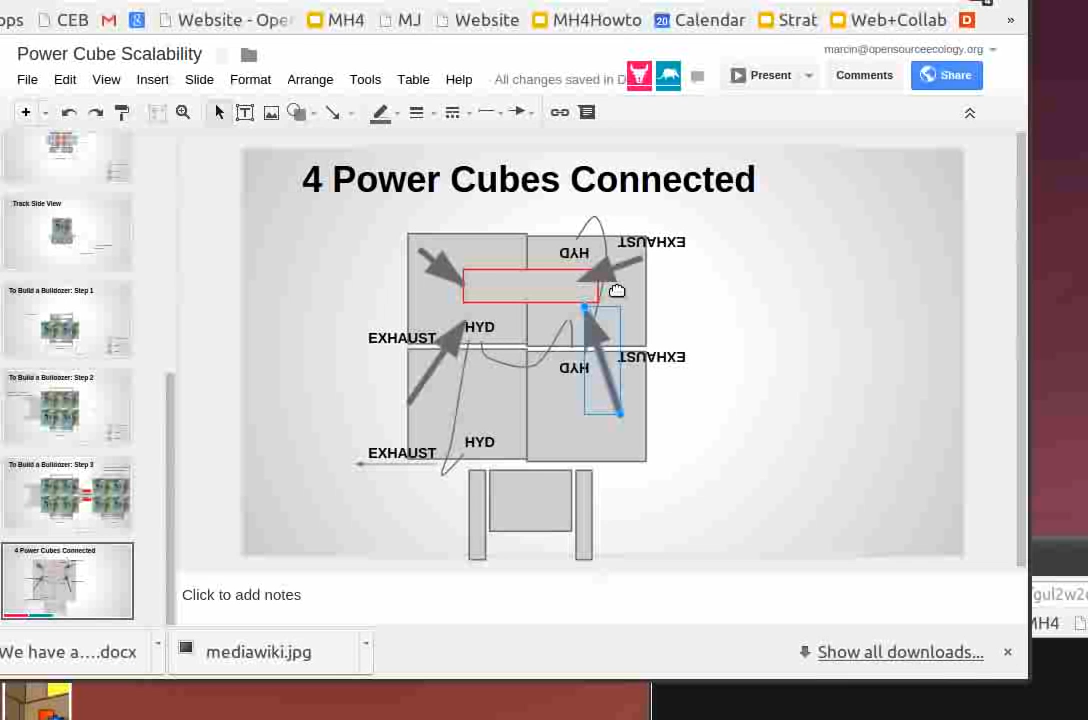 ops CEB Website - Ope MH4 MJ Website MH4Howto 20 Calendar Strat Web+Collab D »
Power Cube Scalability
marcin@opensourceecology.org
File Edit View Insert Slide Format Arrange Tools Table Help All changes saved in D
Present Comments Share
Track Side View
To Build a Bulldozer: Step 1
To Build a Bulldozer: Step 2
To Build a Bulldozer: Step 3
4 Power Cubes Connected
4 Power Cubes Connected
EXHAUST
HYD
HYD
EXHAUST
EXHAUST
HYD
HYD
EXHAUST
Click to add notes
gul2w2
MH4
We have a....docx mediawiki.jpg Show all downloads... ×